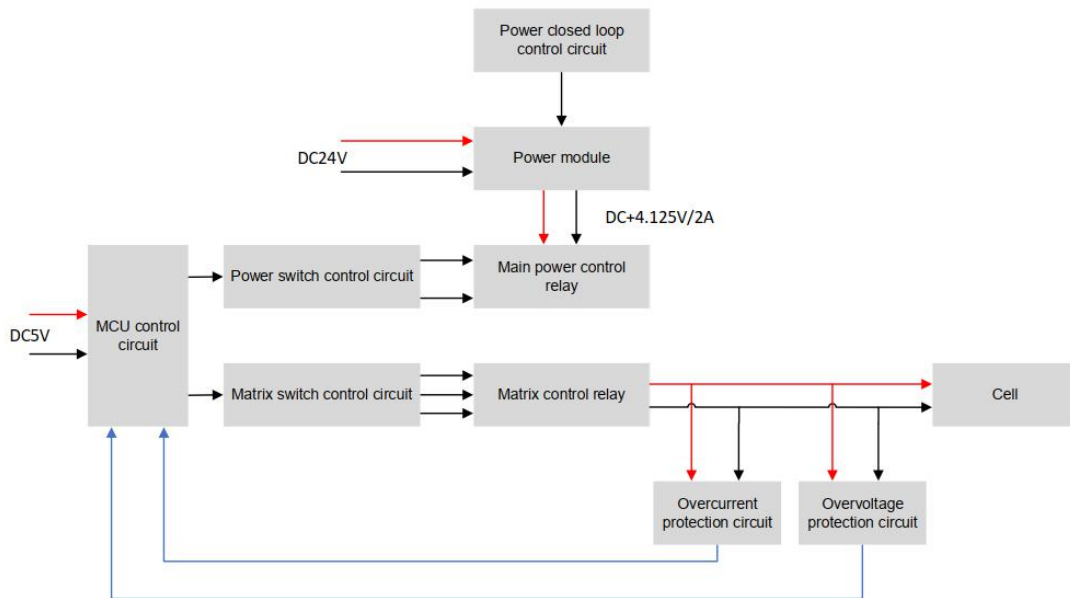 Power closed loop
control circuit
DC24V
Power module
DC+4.125V/2A
Power switch control circuit
Main power control
relay
DC5V
MCU control
circuit
Matrix switch control circuit
Matrix control relay
Cell
Overcurrent
protection circuit
Overvoltage
protection circuit